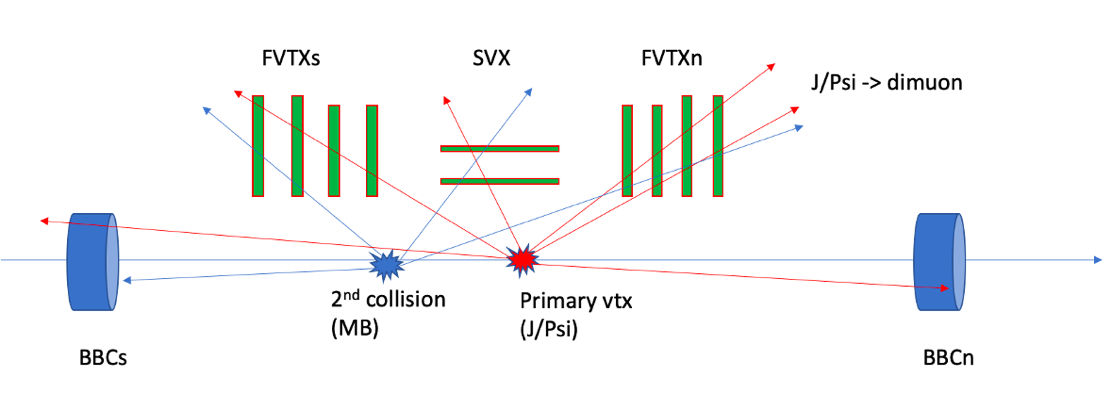 FVTXs
SVX
FVTXn
J/Psi -> dimuon
2nd collision
(MB)
Primary vtx
(J/Psi)
BBCs
BBCn